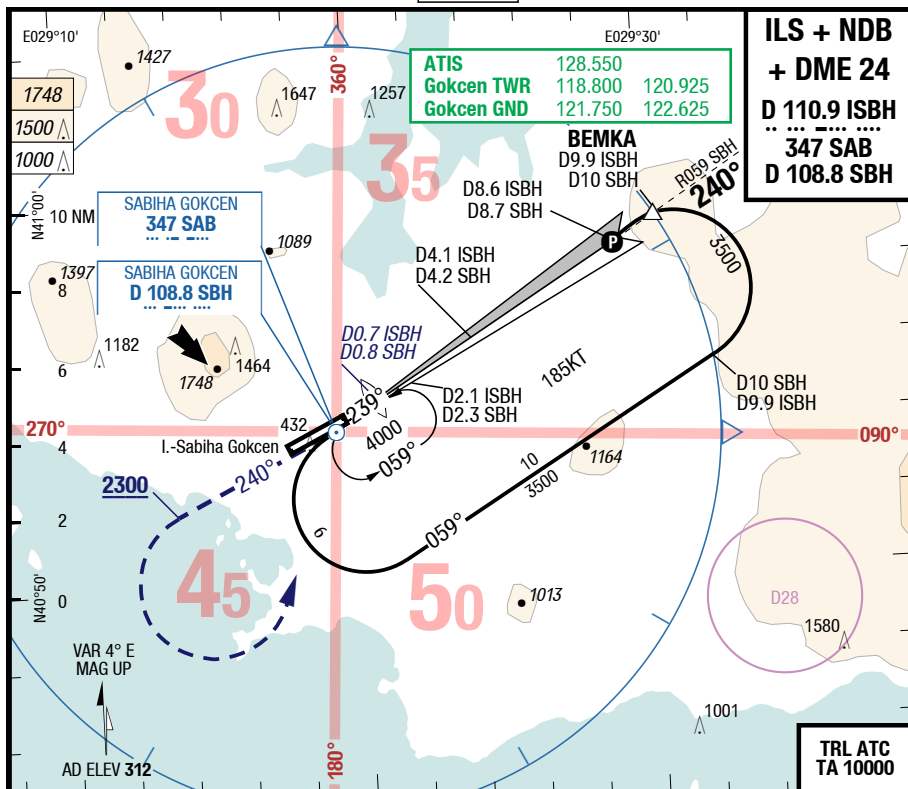 E029°10'
E029°30'
ILS + NDB
+ DME 24
D 110.9 ISBH
347 SAB
D 108.8 SBH
ATIS 128.550
Gokcen TWR 118.800 120.925
Gokcen GND 121.750 122.625
1427
1748
1500
1000
30
360°
1647
1257
35
BEMKA
D9.9 ISBH
D10 SBH
R059 SBH
240°
D8.6 ISBH
D8.7 SBH
P
3500
N41°00'
10 NM
SABIHA GOKCEN
347 SAB
1089
D4.1 ISBH
D4.2 SBH
SABIHA GOKCEN
D 108.8 SBH
1397
8
1182
1464
1748
6
D0.7 ISBH
D0.8 SBH
185KT
D10 SBH
D9.9 ISBH
D2.1 ISBH
D2.3 SBH
239°
4000
059°
270°
432
090°
4
I.-Sabiha Gokcen
1164
240°
2300
10
3500
6
059°
2
45
50
0
N40°50'
1013
D28
1580
VAR 4° E
MAG UP
1001
AD ELEV 312
180°
TRL ATC
TA 10000